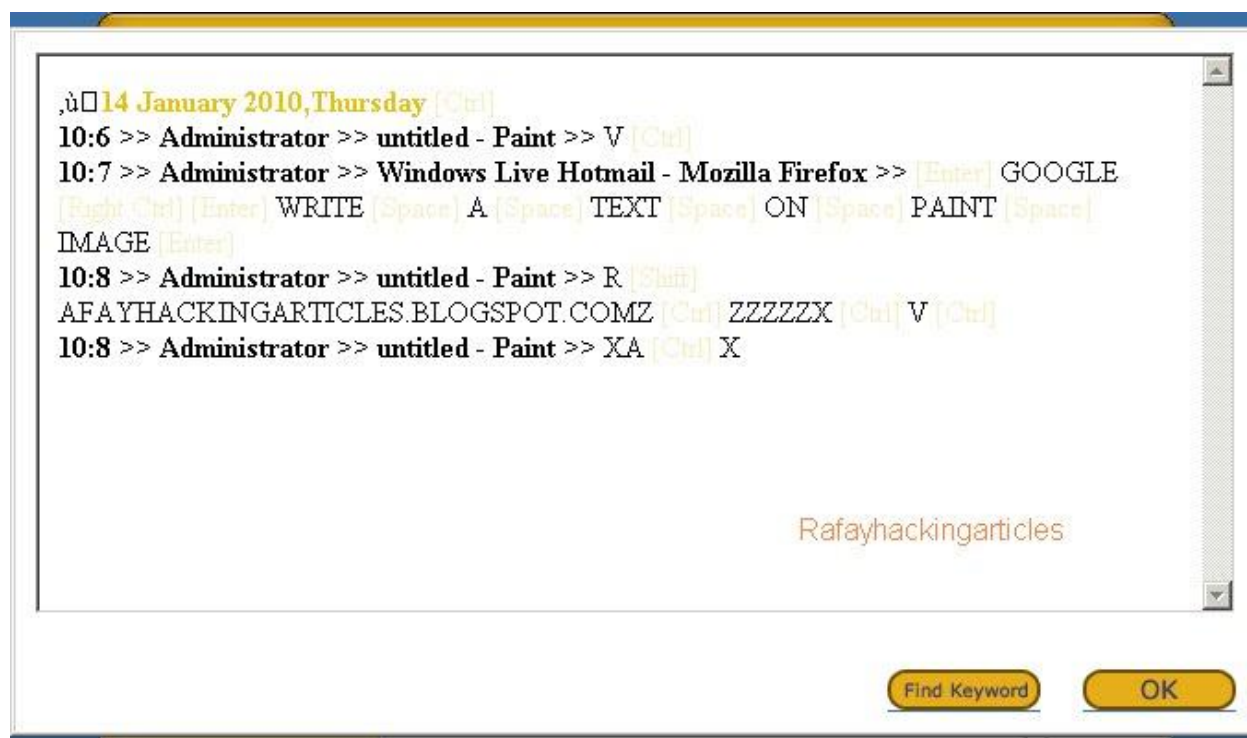 ,ù□14 January 2010,Thursday [Ctrl]
10:6 >> Administrator >> untitled - Paint >> V [Ctrl]
10:7 >> Administrator >> Windows Live Hotmail - Mozilla Firefox >> [Enter] GOOGLE
[Right Ctrl] [Enter] WRITE [Space] A [Space] TEXT [Space] ON [Space] PAINT [Space]
IMAGE [Enter]
10:8 >> Administrator >> untitled - Paint >> R [Shift]
AFAYHACKINGARTICLES.BLOGSPOT.COMZ [Ctrl] ZZZZZX [Ctrl] V [Ctrl]
10:8 >> Administrator >> untitled - Paint >> XA [Ctrl] X
Rafayhackingarticles
Find Keyword OK